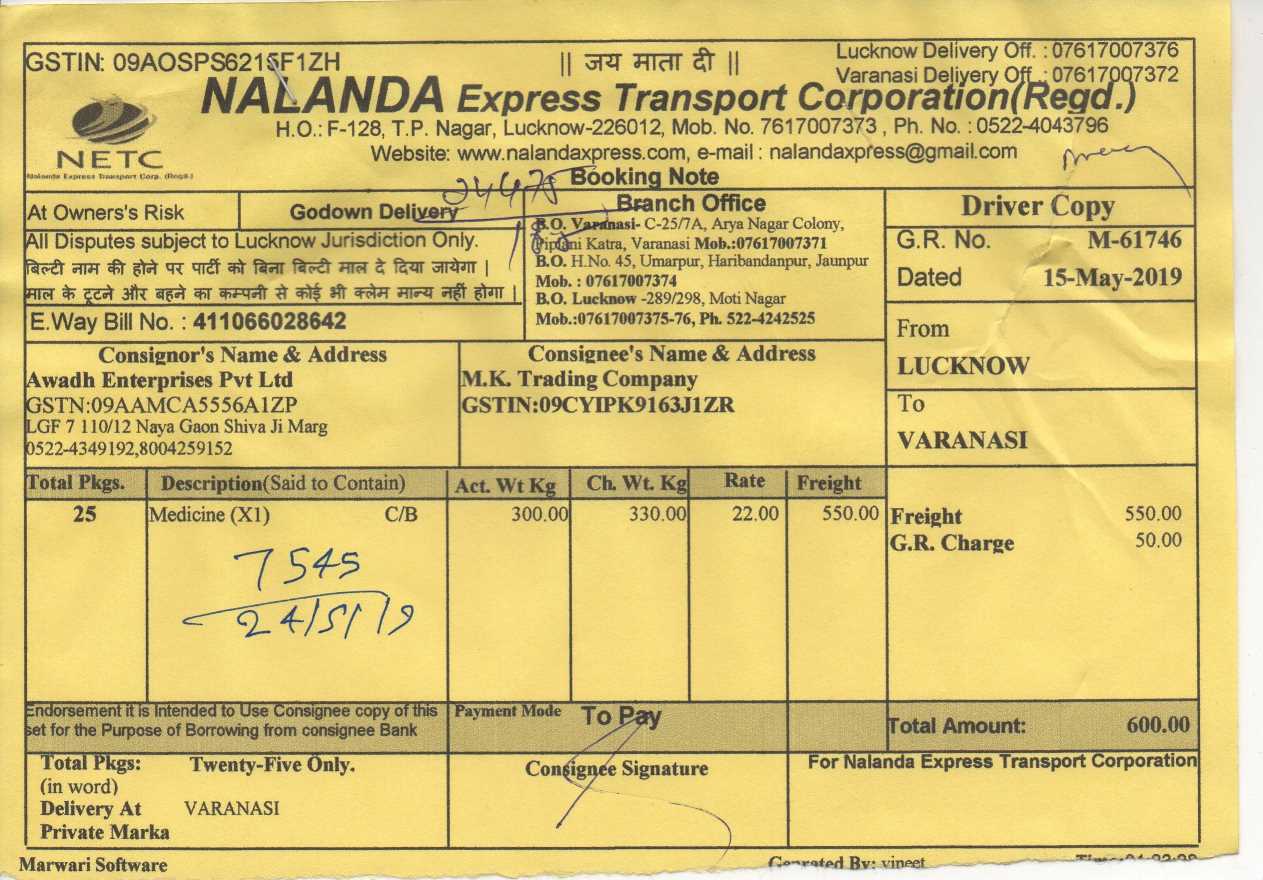 GSTIN: 09AOSPS6215F1ZH
|| जय माता दी ||
Lucknow Delivery Off. : 07617007376
Varanasi Delivery Off. : 07617007372
NALANDA Express Transport Corporation(Regd.)
H.O.: F-128, T.P. Nagar, Lucknow-226012, Mob. No. 7617007373 , Ph. No. : 0522-4043796
Website: www.nalandaxpress.com, e-mail : nalandaxpress@gmail.com
NETC
Nalanda Express Transport Corp. (Regd.)
Booking Note
24475
At Owners's Risk
Godown Delivery
All Disputes subject to Lucknow Jurisdiction Only.
बिल्टी नाम की होने पर पार्टी को बिना बिल्टी माल दे दिया जायेगा |
माल के टूटने और बहने का कम्पनी से कोई भी क्लेम मान्य नहीं होगा |
E.Way Bill No. : 411066028642
Branch Office
B.O. Varanasi- C-25/7A, Arya Nagar Colony,
Piplani Katra, Varanasi Mob.:07617007371
B.O. H.No. 45, Umarpur, Haribandanpur, Jaunpur
Mob. : 07617007374
B.O. Lucknow -289/298, Moti Nagar
Mob.:07617007375-76, Ph. 522-4242525
Driver Copy
G.R. No. M-61746
Dated 15-May-2019
From
LUCKNOW
To
VARANASI
Consignor's Name & Address
Awadh Enterprises Pvt Ltd
GSTN:09AAMCA5556A1ZP
LGF 7 110/12 Naya Gaon Shiva Ji Marg
0522-4349192,8004259152
Consignee's Name & Address
M.K. Trading Company
GSTIN:09CYIPK9163J1ZR
Total Pkgs. Description(Said to Contain) Act. Wt Kg Ch. Wt. Kg Rate Freight
25 Medicine (X1) C/B 300.00 330.00 22.00 550.00
Freight 550.00
G.R. Charge 50.00
7545
24/5/19
Endorsement it is Intended to Use Consignee copy of this
set for the Purpose of Borrowing from consignee Bank
Payment Mode To Pay
Total Amount: 600.00
Total Pkgs: Twenty-Five Only.
(in word)
Delivery At VARANASI
Private Marka
Consignee Signature
For Nalanda Express Transport Corporation
Marwari Software
Genrated By: vineet